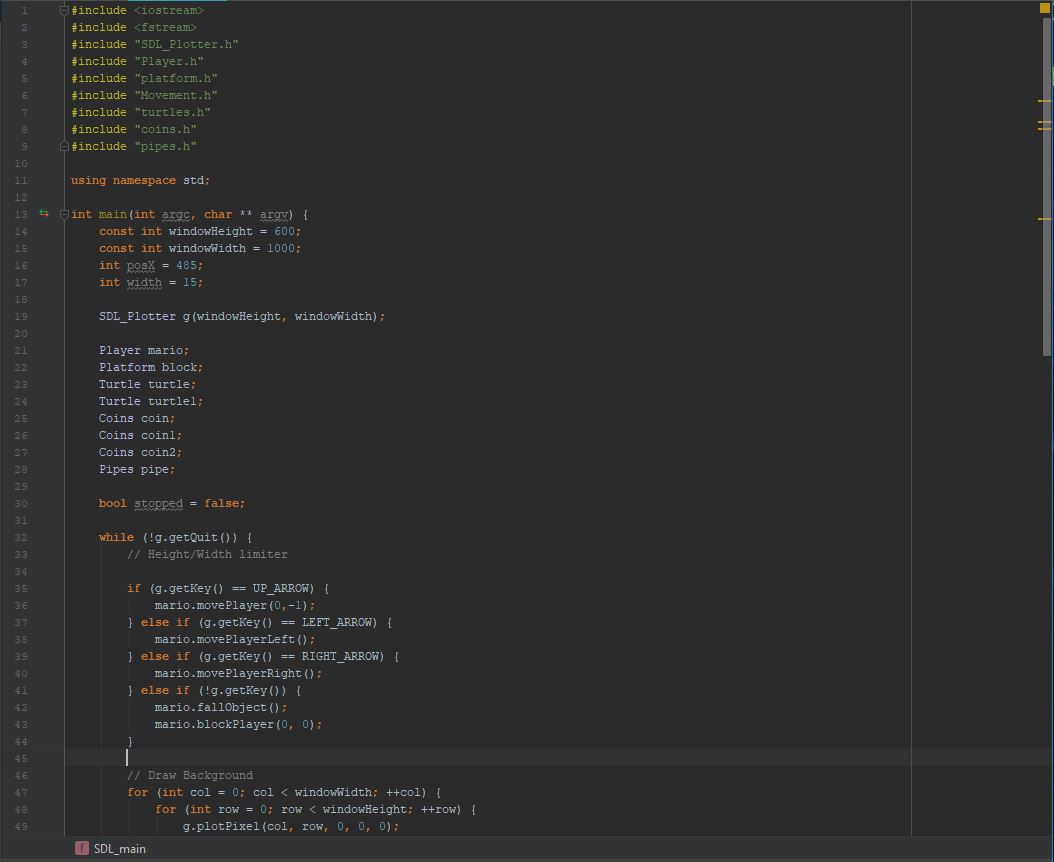 1 #include <iostream>
2 #include <fstream>
3 #include "SDL_Plotter.h"
4 #include "Player.h"
5 #include "platform.h"
6 #include "Movement.h"
7 #include "turtles.h"
8 #include "coins.h"
9 #include "pipes.h"
10
11 using namespace std;
12
13 int main(int argc, char ** argv) {
14     const int windowHeight = 600;
15     const int windowWidth = 1000;
16     int posX = 485;
17     int width = 15;
18
19     SDL_Plotter g(windowHeight, windowWidth);
20
21     Player mario;
22     Platform block;
23     Turtle turtle;
24     Turtle turtle1;
25     Coins coin;
26     Coins coin1;
27     Coins coin2;
28     Pipes pipe;
29
30     bool stopped = false;
31
32     while (!g.getQuit()) {
33         // Height/Width limiter
34
35         if (g.getKey() == UP_ARROW) {
36             mario.movePlayer(0,-1);
37         } else if (g.getKey() == LEFT_ARROW) {
38             mario.movePlayerLeft();
39         } else if (g.getKey() == RIGHT_ARROW) {
40             mario.movePlayerRight();
41         } else if (!g.getKey()) {
42             mario.fallObject();
43             mario.blockPlayer(0, 0);
44         }
45
46         // Draw Background
47         for (int col = 0; col < windowWidth; ++col) {
48             for (int row = 0; row < windowHeight; ++row) {
49                 g.plotPixel(col, row, 0, 0, 0);
f SDL_main